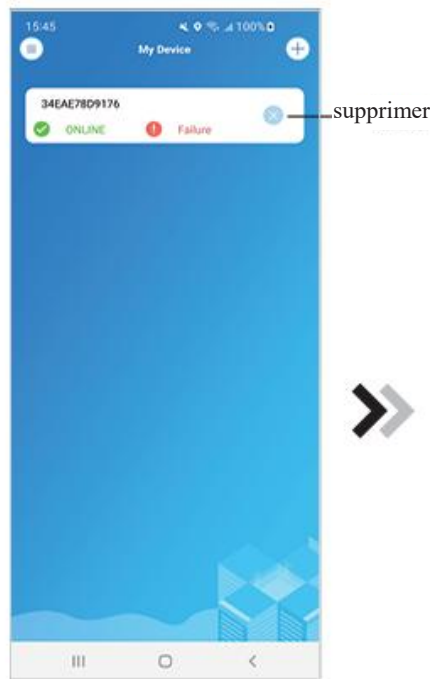 15:45 100%
My Device
34EAE78D9176
ONLINE Failure
supprimer